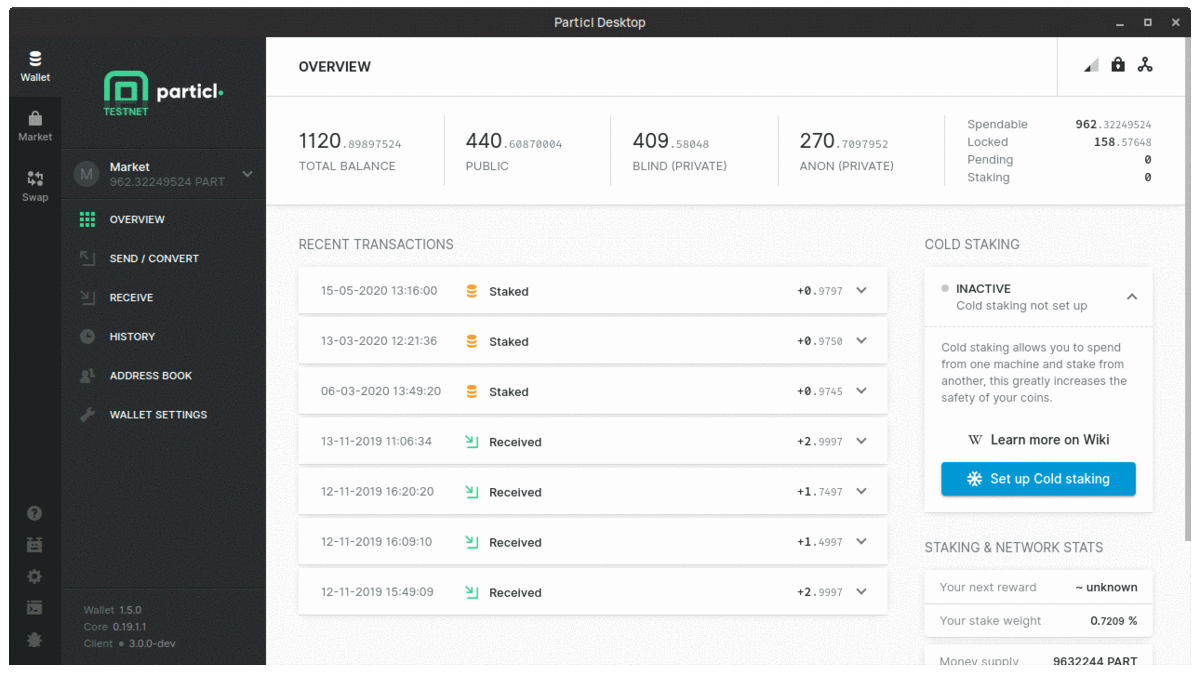 Particl Desktop
Wallet
Market
Swap
particl
TESTNET
M
Market
962.32249524 PART
OVERVIEW
SEND / CONVERT
RECEIVE
HISTORY
ADDRESS BOOK
WALLET SETTINGS
Wallet 1.5.0
Core 0.19.1.1
Client • 3.0.0-dev
OVERVIEW
1120.89897524
TOTAL BALANCE
440.60870004
PUBLIC
409.58048
BLIND (PRIVATE)
270.7097952
ANON (PRIVATE)
Spendable 962.32249524
Locked 158.57648
Pending 0
Staking 0
RECENT TRANSACTIONS
15-05-2020 13:16:00 Staked +0.9797
13-03-2020 12:21:36 Staked +0.9750
06-03-2020 13:49:20 Staked +0.9745
13-11-2019 11:06:34 Received +2.9997
12-11-2019 16:20:20 Received +1.7497
12-11-2019 16:09:10 Received +1.4997
12-11-2019 15:49:09 Received +2.9997
COLD STAKING
INACTIVE
Cold staking not set up
Cold staking allows you to spend
from one machine and stake from
another, this greatly increases the
safety of your coins.
W Learn more on Wiki
Set up Cold staking
STAKING & NETWORK STATS
Your next reward ~ unknown
Your stake weight 0.7209 %
Money supply 9632244 PART